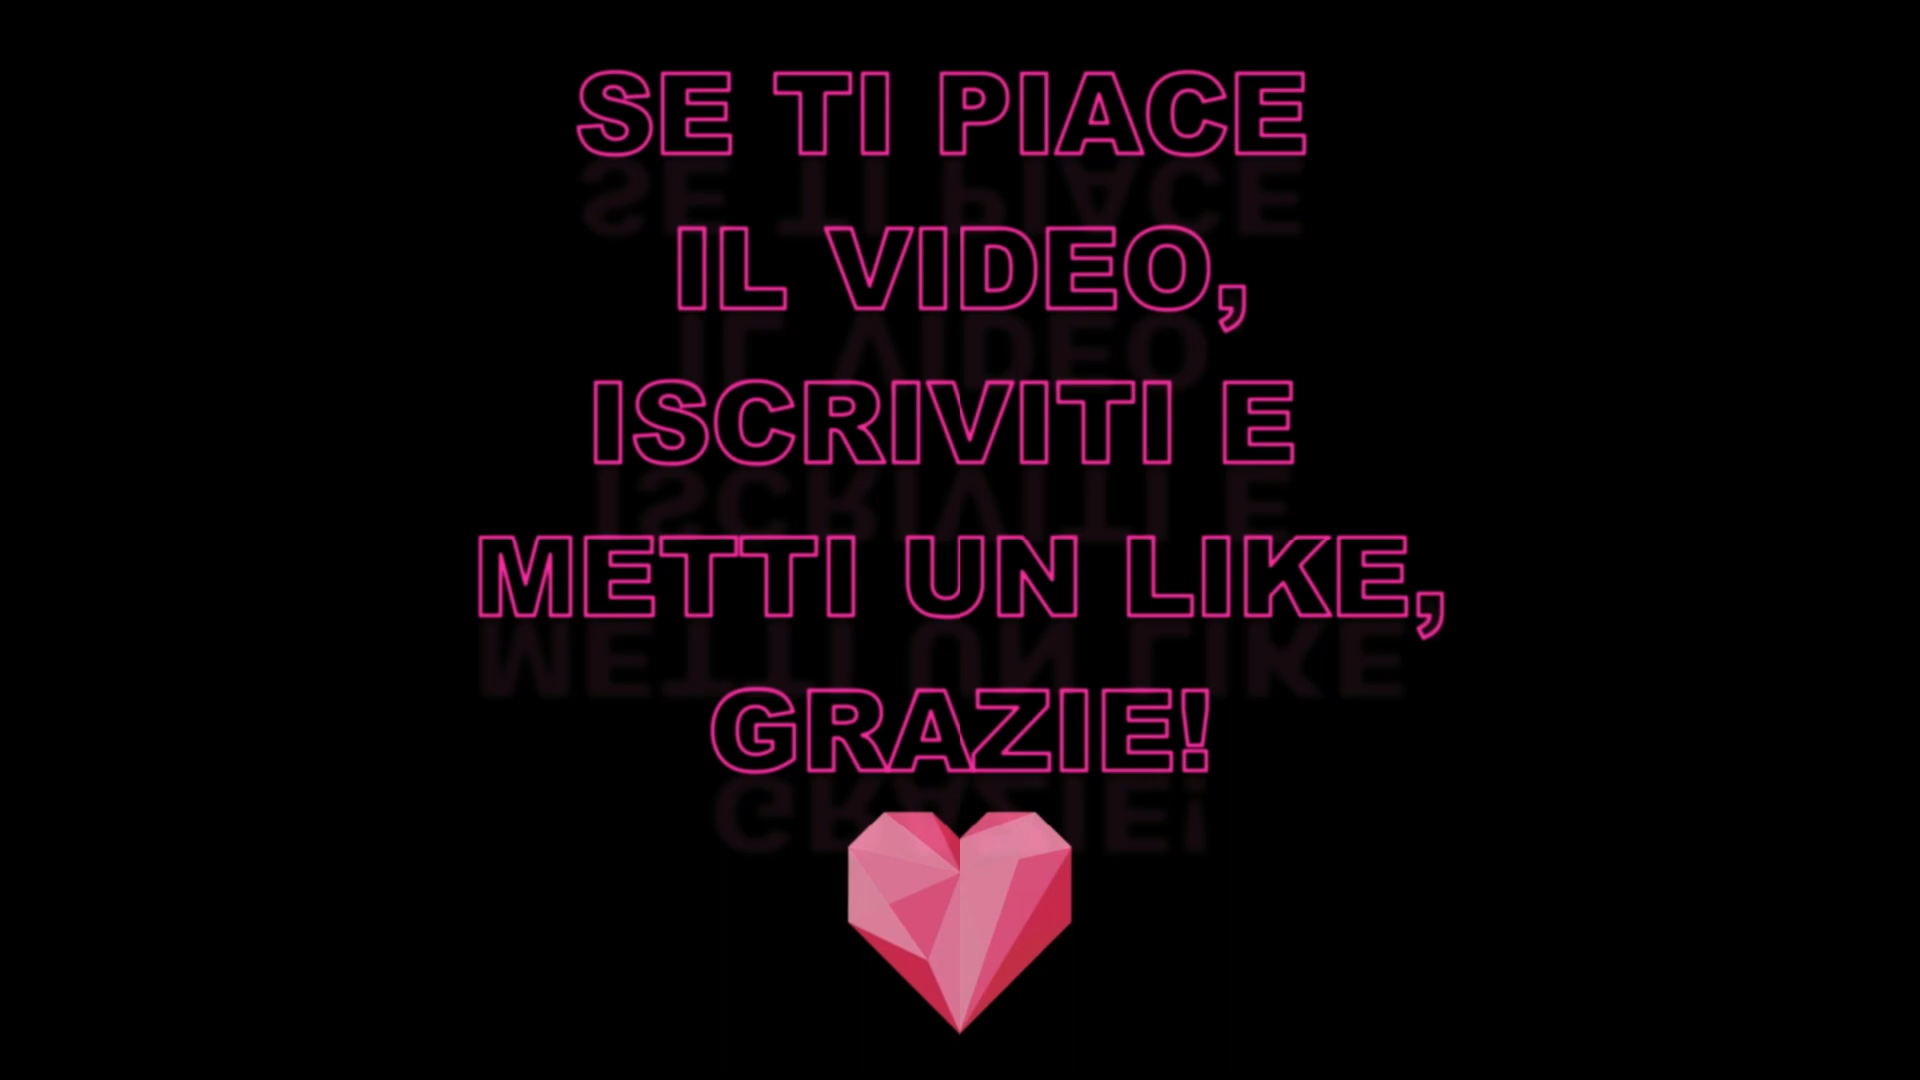 SE TI PIACE
IL VIDEO,
ISCRIVITI E
METTI UN LIKE,
GRAZIE!